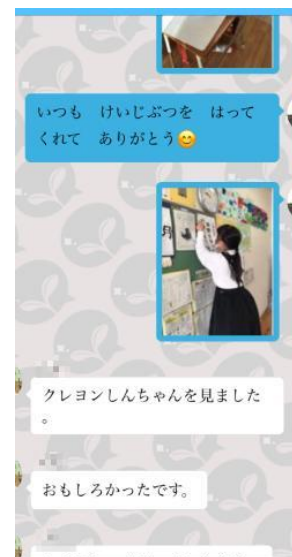 いつも　けいじぶつを　はって
くれて　ありがとう😊
クレヨンしんちゃんを見ました
。
おもしろかったです。